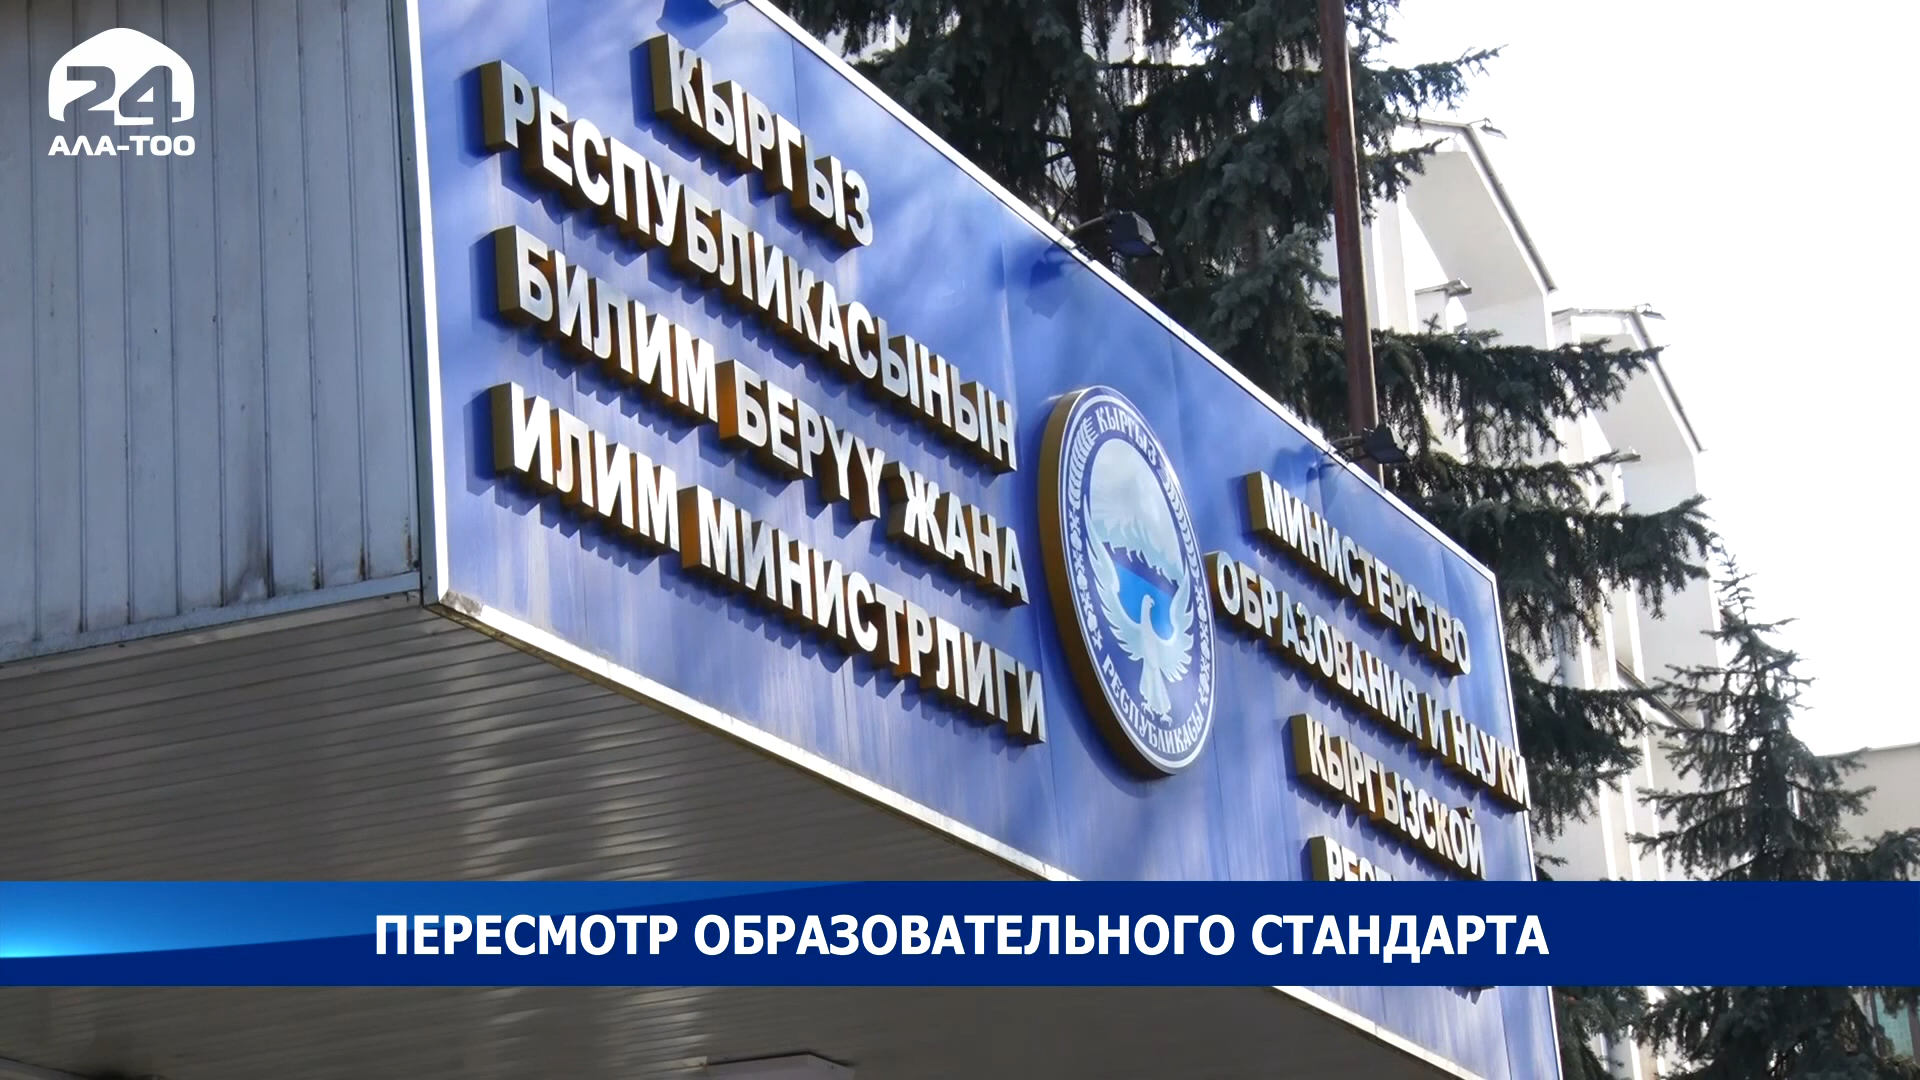 24
АЛА-ТОО
КЫРГЫЗ
РЕСПУБЛИКАСЫНЫН
БИЛИМ БЕРҮҮ ЖАНА
ИЛИМ МИНИСТРЛИГИ
КЫРГЫЗ
РЕСПУБЛИКАСЫ
МИНИСТЕРСТВО
ОБРАЗОВАНИЯ И НАУКИ
КЫРГЫЗСКОЙ
ПЕРЕСМОТР ОБРАЗОВАТЕЛЬНОГО СТАНДАРТА